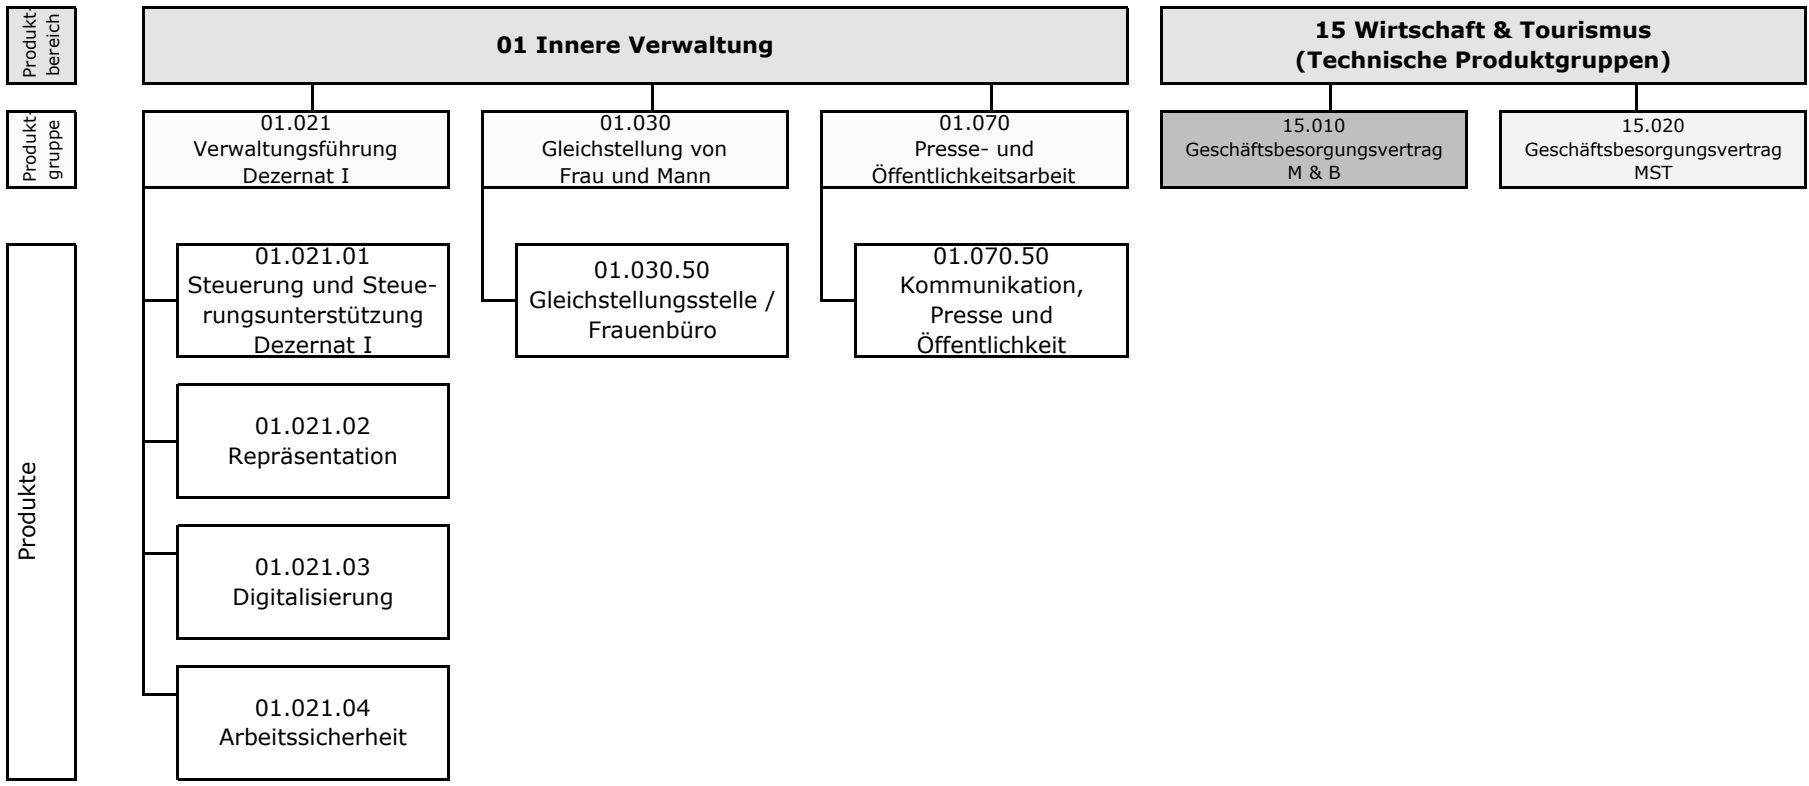 Produkt-
bereich
01 Innere Verwaltung
15 Wirtschaft & Tourismus
(Technische Produktgruppen)
Produkt-
gruppe
01.021
Verwaltungsführung
Dezernat I
01.030
Gleichstellung von
Frau und Mann
01.070
Presse- und
Öffentlichkeitsarbeit
15.010
Geschäftsbesorgungsvertrag
M & B
15.020
Geschäftsbesorgungsvertrag
MST
Produkte
01.021.01
Steuerung und Steue-
rungsunterstützung
Dezernat I
01.030.50
Gleichstellungsstelle /
Frauenbüro
01.070.50
Kommunikation,
Presse und
Öffentlichkeit
01.021.02
Repräsentation
01.021.03
Digitalisierung
01.021.04
Arbeitssicherheit